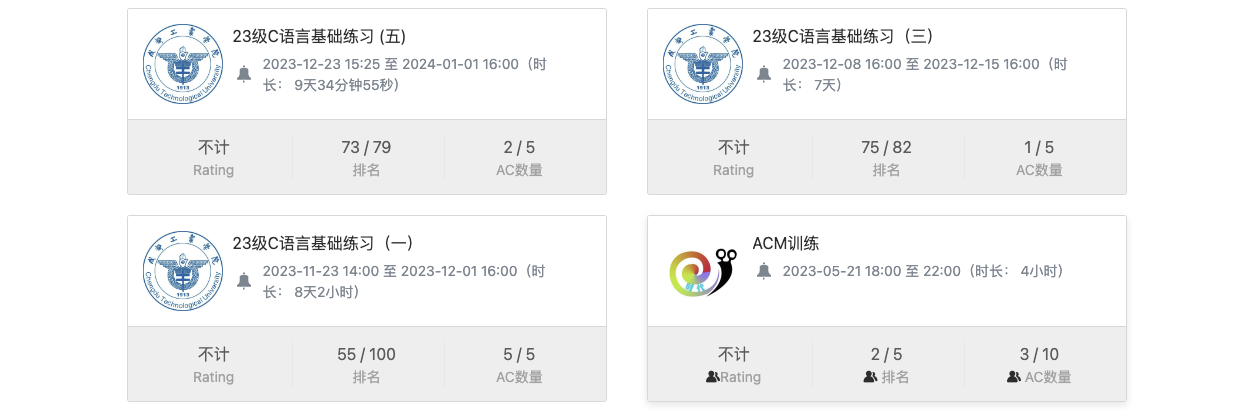 成都工业学院
Chengdu Technological University
1913
23级C语言基础练习 (五)
2023-12-23 15:25 至 2024-01-01 16:00（时
长： 9天34分钟55秒）
不计
Rating
73 / 79
排名
2 / 5
AC数量
成都工业学院
Chengdu Technological University
1913
23级C语言基础练习（三）
2023-12-08 16:00 至 2023-12-15 16:00（时
长： 7天）
不计
Rating
75 / 82
排名
1 / 5
AC数量
成都工业学院
Chengdu Technological University
1913
23级C语言基础练习（一）
2023-11-23 14:00 至 2023-12-01 16:00（时
长： 8天2小时）
不计
Rating
55 / 100
排名
5 / 5
AC数量
ACM训练
2023-05-21 18:00 至 22:00（时长： 4小时）
不计
Rating
2 / 5
排名
3 / 10
AC数量